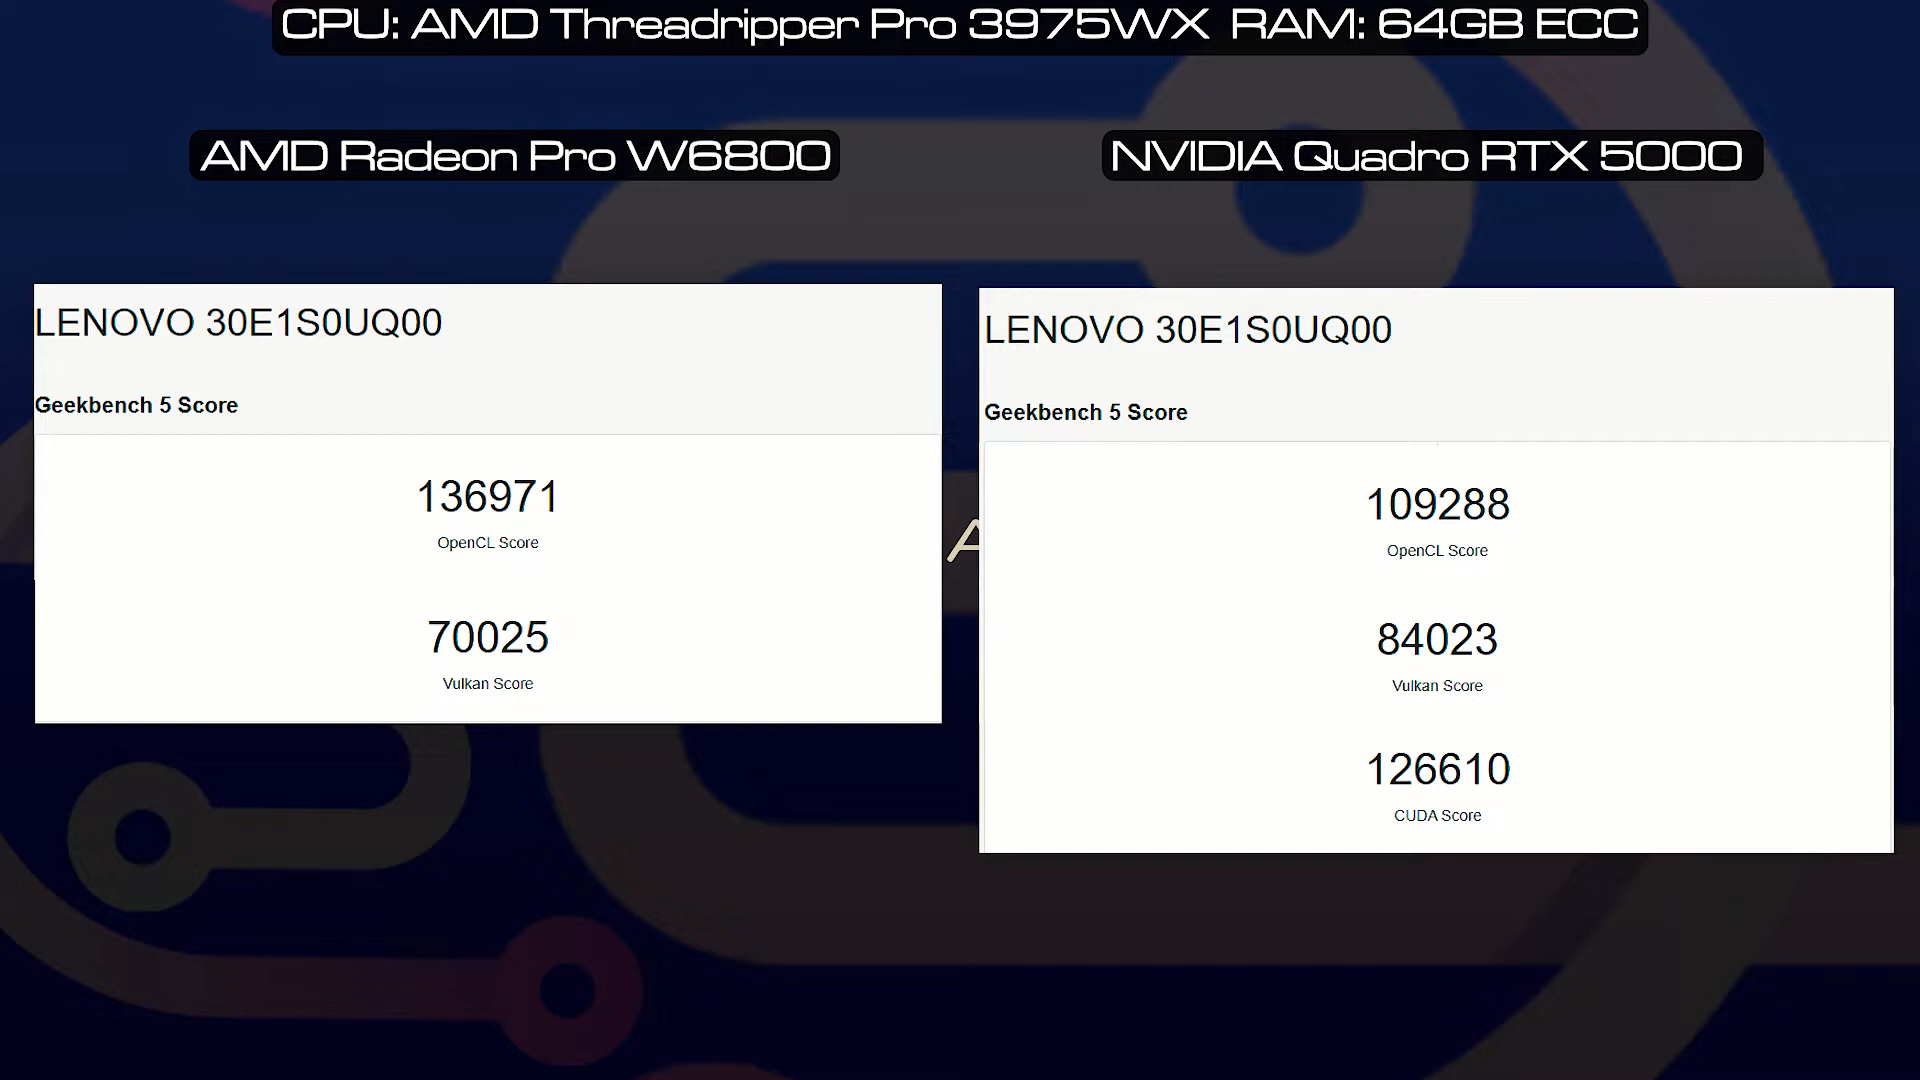 CPU: AMD Threadripper Pro 3975WX RAM: 64GB ECC
AMD Radeon Pro W6800
NVIDIA Quadro RTX 5000
LENOVO 30E1S0UQ00
Geekbench 5 Score
136971
OpenCL Score
70025
Vulkan Score
LENOVO 30E1S0UQ00
Geekbench 5 Score
109288
OpenCL Score
84023
Vulkan Score
126610
CUDA Score